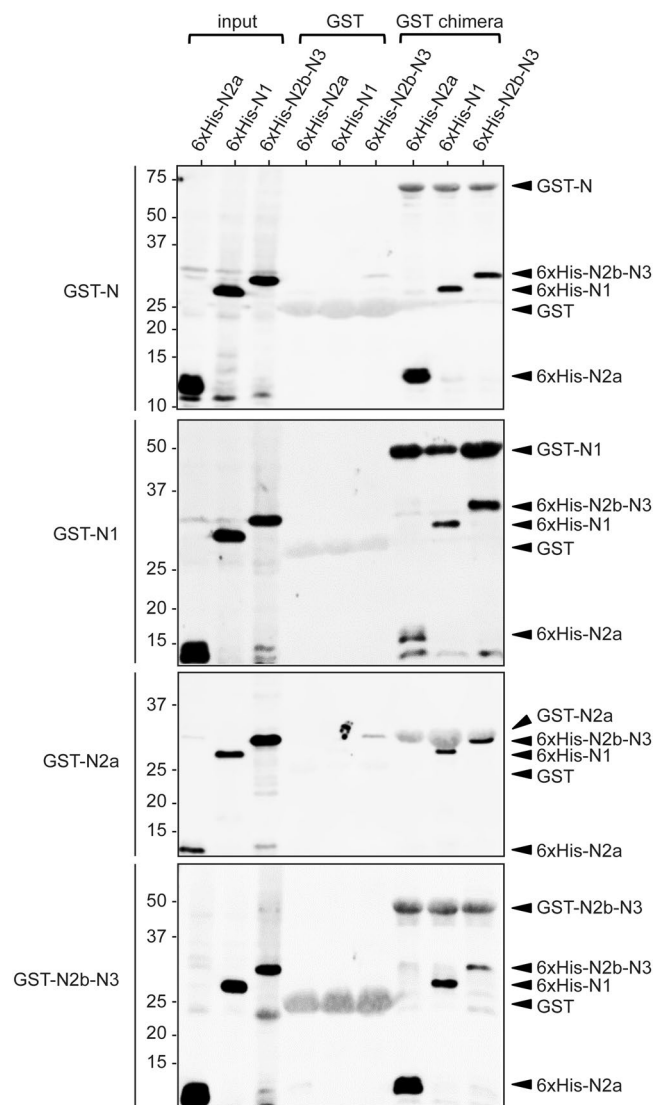 input GST GST chimera
6xHis-N2a 6xHis-N1 6xHis-N2b-N3 6xHis-N2a 6xHis-N1 6xHis-N2b-N3 6xHis-N2a 6xHis-N1 6xHis-N2b-N3
75
GST-N
50
37
6xHis-N2b-N3
GST-N
6xHis-N1
25
GST
20
15
6xHis-N2a
10
50
GST-N1
37
6xHis-N2b-N3
6xHis-N1
GST-N1
GST
25
20
15
6xHis-N2a
37
GST-N2a
6xHis-N2b-N3
GST-N2a
6xHis-N1
25
GST
20
15
6xHis-N2a
50
GST-N2b-N3
37
6xHis-N2b-N3
GST-N2b-N3
6xHis-N1
25
GST
20
15
6xHis-N2a